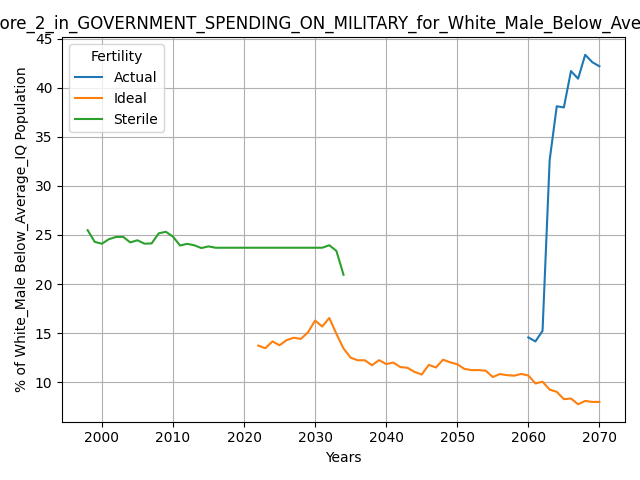 ore_2_in_GOVERNMENT_SPENDING_ON_MILITARY_for_White_Male_Below_Ave
Fertility
Actual
Ideal
Sterile
% of White_Male Below_Average_IQ Population
45
40
35
30
25
20
15
10
2000
2010
2020
2030
2040
2050
2060
2070
Years